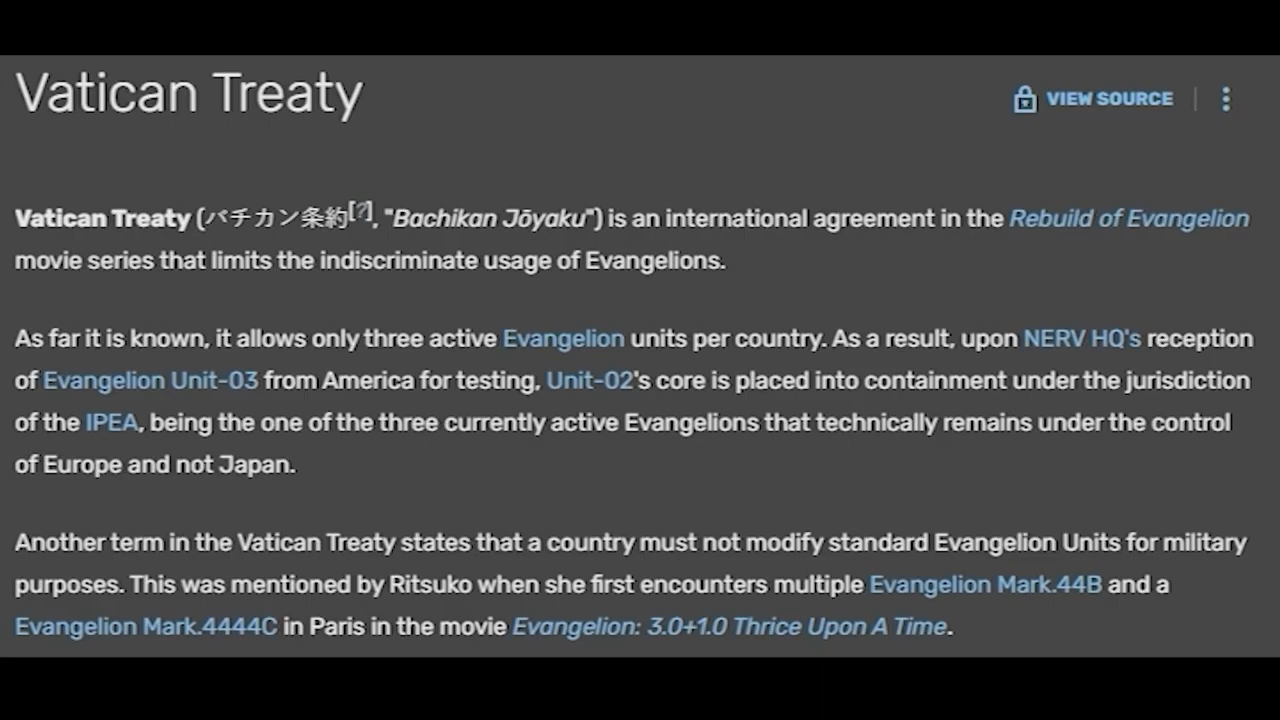 Vatican Treaty
VIEW SOURCE
Vatican Treaty (バチカン条約[?], "Bachikan Jōyaku") is an international agreement in the Rebuild of Evangelion
movie series that limits the indiscriminate usage of Evangelions.
As far it is known, it allows only three active Evangelion units per country. As a result, upon NERV HQ's reception
of Evangelion Unit-03 from America for testing, Unit-02's core is placed into containment under the jurisdiction
of the IPEA, being the one of the three currently active Evangelions that technically remains under the control
of Europe and not Japan.
Another term in the Vatican Treaty states that a country must not modify standard Evangelion Units for military
purposes. This was mentioned by Ritsuko when she first encounters multiple Evangelion Mark.44B and a
Evangelion Mark.4444C in Paris in the movie Evangelion: 3.0+1.0 Thrice Upon A Time.